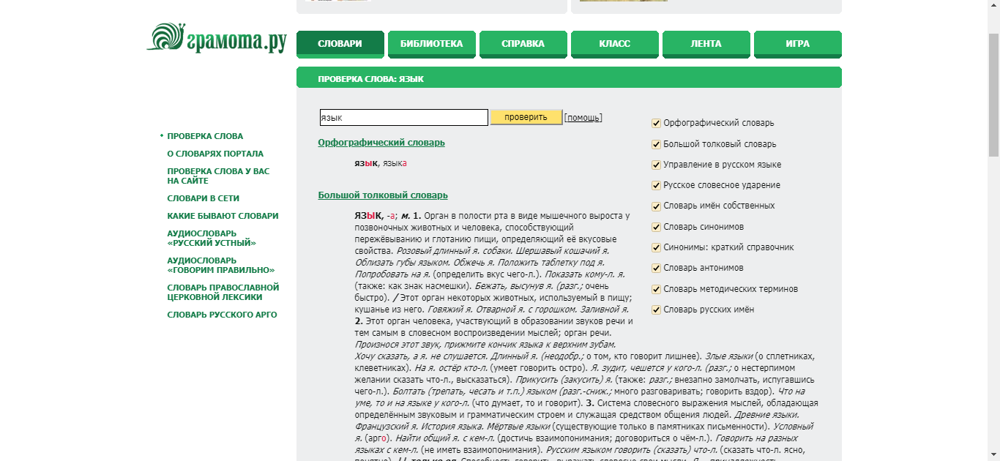 грамота.ру
СЛОВАРИ
БИБЛИОТЕКА
СПРАВКА
КЛАСС
ЛЕНТА
ИГРА
ПРОВЕРКА СЛОВА: ЯЗЫК
ПРОВЕРКА СЛОВА
О СЛОВАРЯХ ПОРТАЛА
ПРОВЕРКА СЛОВА У ВАС
НА САЙТЕ
СЛОВАРИ В СЕТИ
КАКИЕ БЫВАЮТ СЛОВАРИ
АУДИОСЛОВАРЬ
«РУССКИЙ УСТНЫЙ»
АУДИОСЛОВАРЬ
«ГОВОРИМ ПРАВИЛЬНО»
СЛОВАРЬ ПРАВОСЛАВНОЙ
ЦЕРКОВНОЙ ЛЕКСИКИ
СЛОВАРЬ РУССКОГО АРГО
язык
проверить
[помощь]
Орфографический словарь
Большой толковый словарь
Управление в русском языке
Русское словесное ударение
Словарь имён собственных
Словарь синонимов
Синонимы: краткий справочник
Словарь антонимов
Словарь методических терминов
Словарь русских имён
Орфографический словарь
язык, языка
Большой толковый словарь
ЯЗЫК, -а; м. 1. Орган в полости рта в виде мышечного выроста у
позвоночных животных и человека, способствующий
пережёвыванию и глотанию пищи, определяющий её вкусовые
свойства. Розовый длинный я. собаки. Шершавый кошачий я.
Облизать губы языком. Обжечь я. Положить таблетку под я.
Попробовать на я. (определить вкус чего-л.). Показать кому-л. я.
(также: как знак насмешки). Бежать, высунув я. (разг.; очень
быстро). / Этот орган некоторых животных, используемый в пищу;
кушанье из него. Говяжий я. Отварной я. с горошком. Заливной я.
2. Этот орган человека, участвующий в образовании звуков речи и
тем самым в словесном воспроизведении мыслей; орган речи.
Произнося этот звук, прижмите кончик языка к верхним зубам.
Хочу сказать, а я. не слушается. Длинный я. (неодобр.; о том, кто говорит лишнее). Злые языки (о сплетниках,
клеветниках). На я. остёр кто-л. (умеет говорить остро). Я. зудит, чешется у кого-л. (разг.; о нестерпимом
желании сказать что-л., высказаться). Прикусить (закусить) я. (также: разг.; внезапно замолчать, испугавшись
чего-л.). Болтать (трепать, чесать и т.п.) языком (разг.-сниж.; много разговаривать; говорить вздор). Что на
уме, то и на языке у кого-л. (что думает, то и говорит). 3. Система словесного выражения мыслей, обладающая
определённым звуковым и грамматическим строем и служащая средством общения людей. Древние языки.
Французский я. История языка. Мёртвые языки (существующие только в памятниках письменности). Условный
я. (арго). Найти общий я. с кем-л. (достичь взаимопонимания; договориться о чём-л.). Говорить на разных
языках с кем-л. (не иметь взаимопонимания). Русским языком говорить (сказать) что-л. (сказать что-л. ясно,